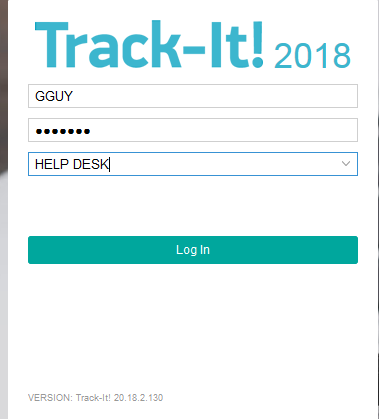 Track-It! 2018
GGUY
•••••••
HELP DESK
Log In
VERSION: Track-It! 20.18.2.130